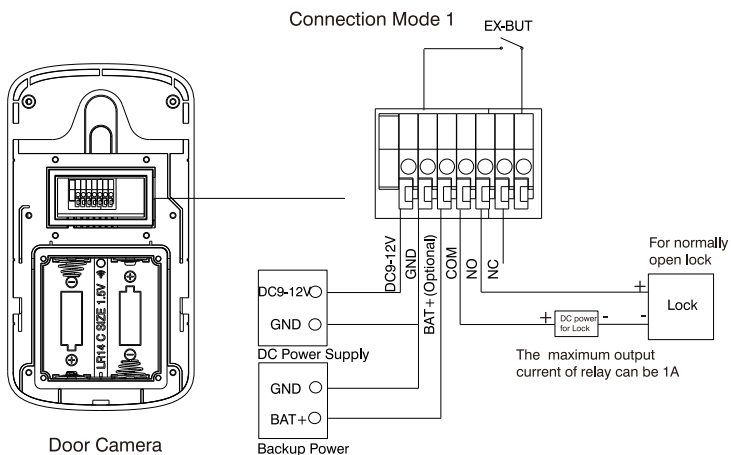 Connection Mode 1
EX-BUT
LR14 C SIZE 1.5V
DC9-12V
GND
BAT+(Optional)
COM
NO
NC
DC9-12V
GND
DC Power Supply
GND
BAT+
Backup Power
For normally
open lock
+
-
Lock
+
DC power
for Lock
-
The maximum output
current of relay can be 1A
Door Camera